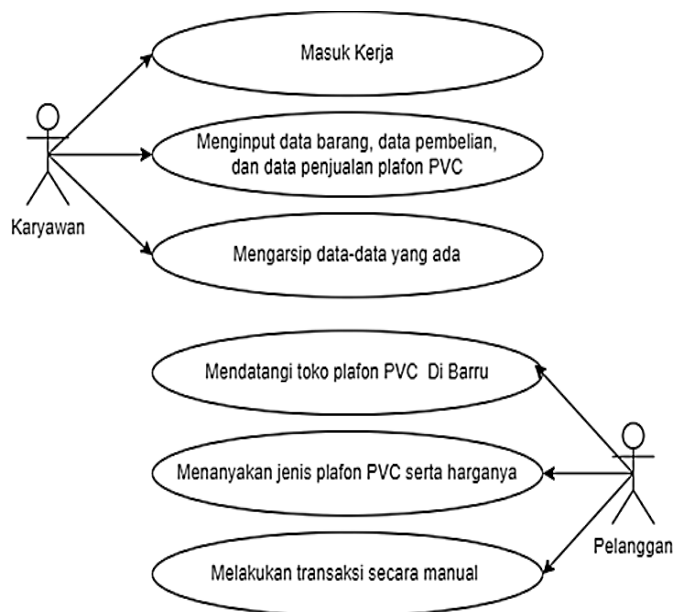 Masuk Kerja
Menginput data barang, data pembelian,
dan data penjualan plafon PVC
Karyawan
Mengarsip data-data yang ada
Mendatangi toko plafon PVC Di Barru
Menanyakan jenis plafon PVC serta harganya
Pelanggan
Melakukan transaksi secara manual